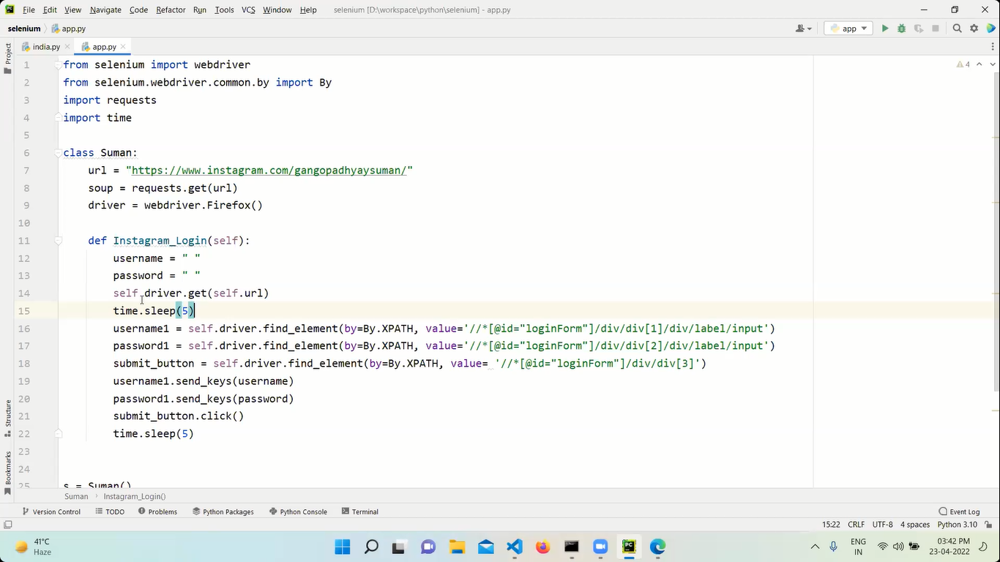 File Edit View Navigate Code Refactor Run Tools VCS Window Help selenium [D:\workspace\python\selenium] - app.py
selenium app.py app
india.py app.py
Project
1 from selenium import webdriver 4
2 from selenium.webdriver.common.by import By
3 import requests
4 import time
5
6 class Suman:
7 url = "https://www.instagram.com/gangopadhyaysuman/"
8 soup = requests.get(url)
9 driver = webdriver.Firefox()
10
11 def Instagram_Login(self):
12 username = " "
13 password = " "
14 self.driver.get(self.url)
15 time.sleep(5)
16 username1 = self.driver.find_element(by=By.XPATH, value='//*[@id="loginForm"]/div/div[1]/div/label/input')
17 password1 = self.driver.find_element(by=By.XPATH, value='//*[@id="loginForm"]/div/div[2]/div/label/input')
18 submit_button = self.driver.find_element(by=By.XPATH, value= '//*[@id="loginForm"]/div/div[3]')
19 username1.send_keys(username)
20 password1.send_keys(password)
21 submit_button.click()
22 time.sleep(5)
23
24
25 s = Suman()
Structure
Bookmarks
Suman Instagram_Login()
Version Control TODO Problems Python Packages Python Console Terminal Event Log
15:22 CRLF UTF-8 4 spaces Python 3.10
41°C
Haze
ENG
IN
03:42 PM
23-04-2022